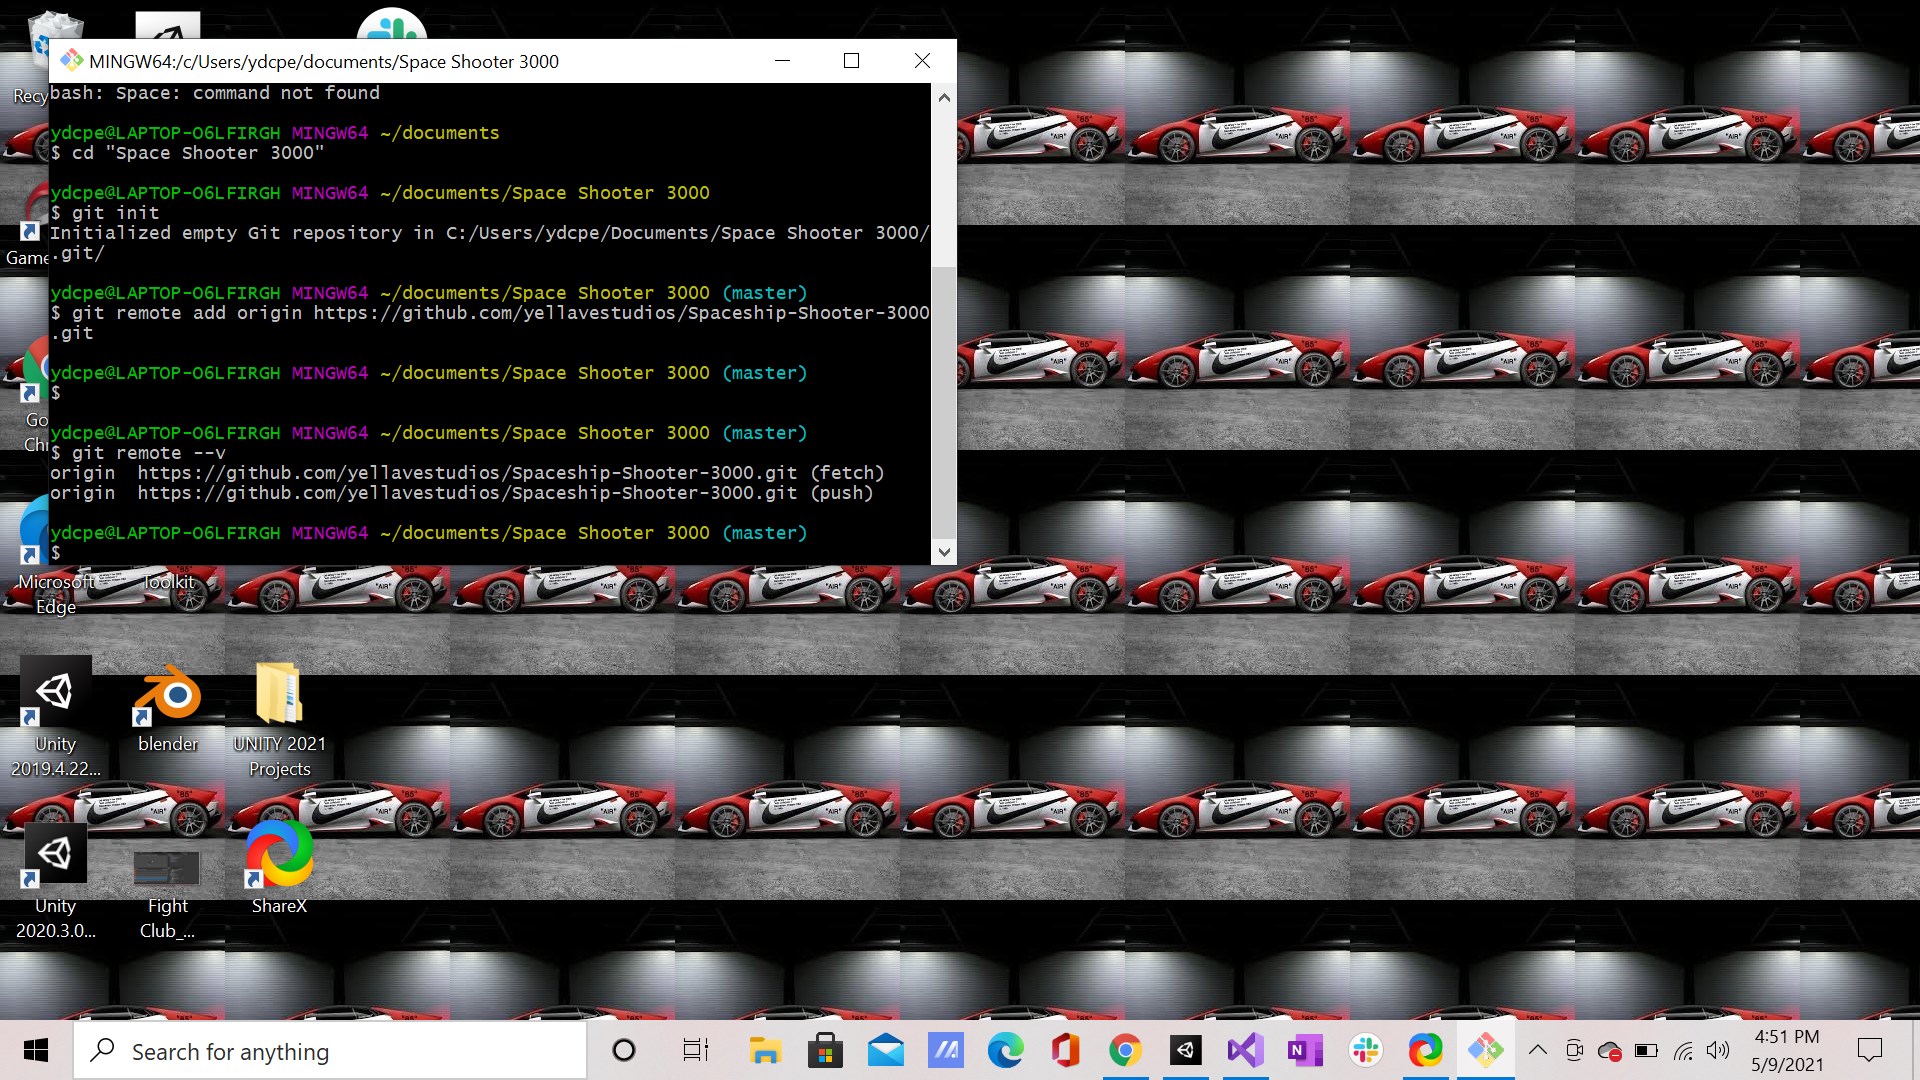 MINGW64:/c/Users/ydcpe/documents/Space Shooter 3000
bash: Space: command not found
ydcpe@LAPTOP-O6LFIRGH MINGW64 ~/documents
$ cd "Space Shooter 3000"
ydcpe@LAPTOP-O6LFIRGH MINGW64 ~/documents/Space Shooter 3000
$ git init
Initialized empty Git repository in C:/Users/ydcpe/Documents/Space Shooter 3000/
.git/
ydcpe@LAPTOP-O6LFIRGH MINGW64 ~/documents/Space Shooter 3000 (master)
$ git remote add origin https://github.com/yellavestudios/Spaceship-Shooter-3000
.git
ydcpe@LAPTOP-O6LFIRGH MINGW64 ~/documents/Space Shooter 3000 (master)
$
ydcpe@LAPTOP-O6LFIRGH MINGW64 ~/documents/Space Shooter 3000 (master)
$ git remote --v
origin https://github.com/yellavestudios/Spaceship-Shooter-3000.git (fetch)
origin https://github.com/yellavestudios/Spaceship-Shooter-3000.git (push)
ydcpe@LAPTOP-O6LFIRGH MINGW64 ~/documents/Space Shooter 3000 (master)
$
Recy
Game
Go
Chr
Microsoft
Edge
Toolkit
Unity
2019.4.22...
blender
UNITY 2021
Projects
Unity
2020.3.0...
Fight
Club_...
ShareX
"85"
"AIR"
Search for anything
4:51 PM
5/9/2021